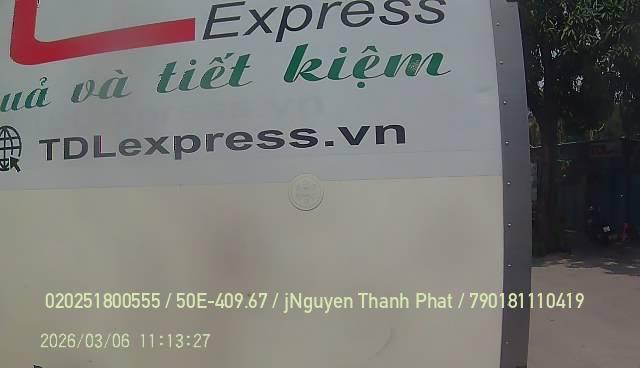 Express
uả và tiết kiệm
TDLexpress.vn
020251800555 / 50E-409.67 / jNguyen Thanh Phat / 790181110419
2026/03/06 11:13:27